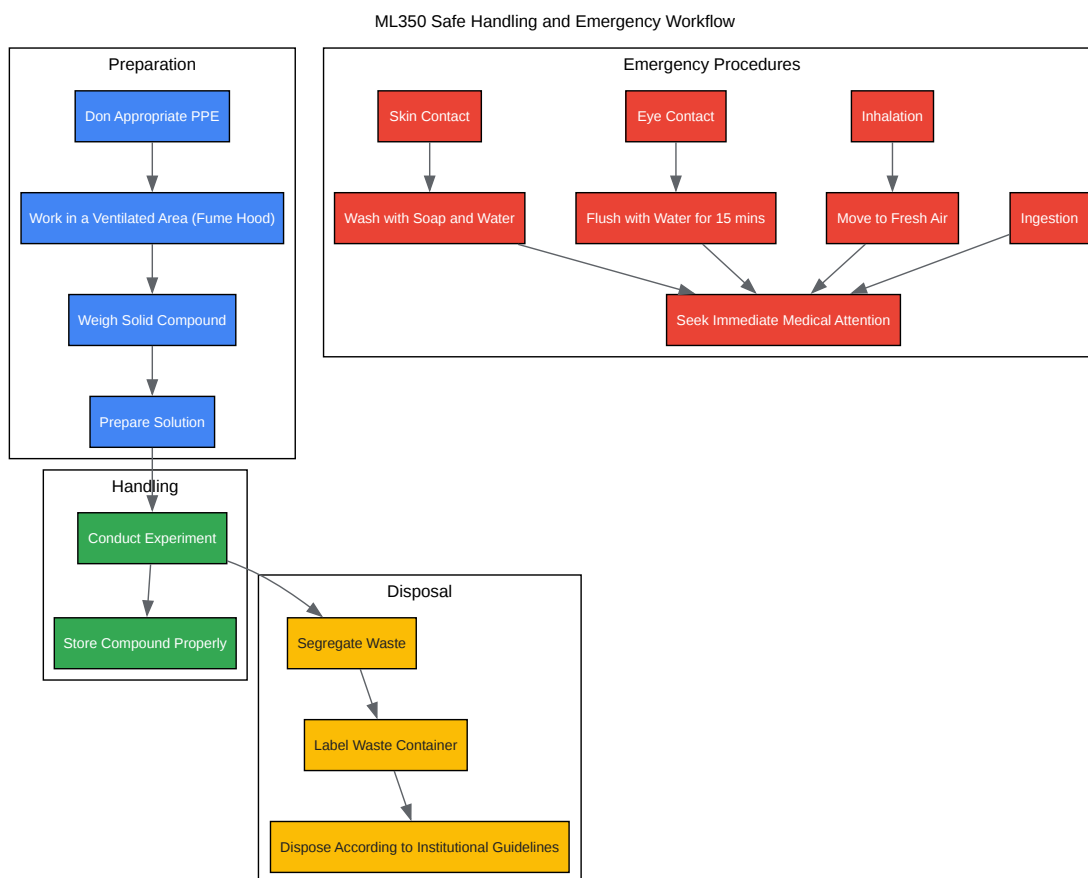 ML350 Safe Handling and Emergency Workflow
Preparation
Don Appropriate PPE
Work in a Ventilated Area (Fume Hood)
Weigh Solid Compound
Prepare Solution
Emergency Procedures
Skin Contact
Eye Contact
Inhalation
Wash with Soap and Water
Flush with Water for 15 mins
Move to Fresh Air
Ingestion
Seek Immediate Medical Attention
Handling
Conduct Experiment
Store Compound Properly
Disposal
Segregate Waste
Label Waste Container
Dispose According to Institutional Guidelines